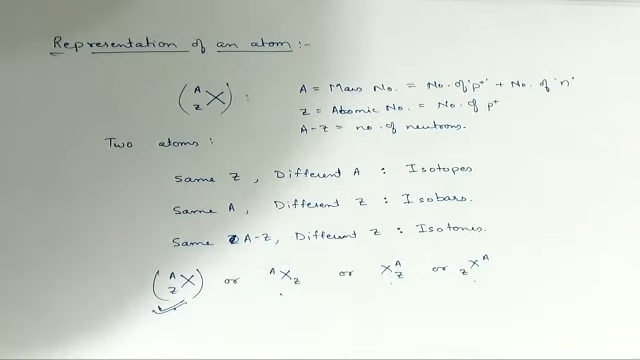 Representation of an atom :-
(ᴬ_Z X) : A = Mass No. = No. of 'p⁺' + No. of 'n'
Z = Atomic No. = No. of p⁺
A-Z = no. of neutrons.
Two atoms :
Same Z, Different A : Isotopes
Same A, Different Z : Isobars.
Same A-Z, Different Z : Isotones.
(ᴬ_Z X) or ᴬX_Z or X^A_Z or _Z X^A